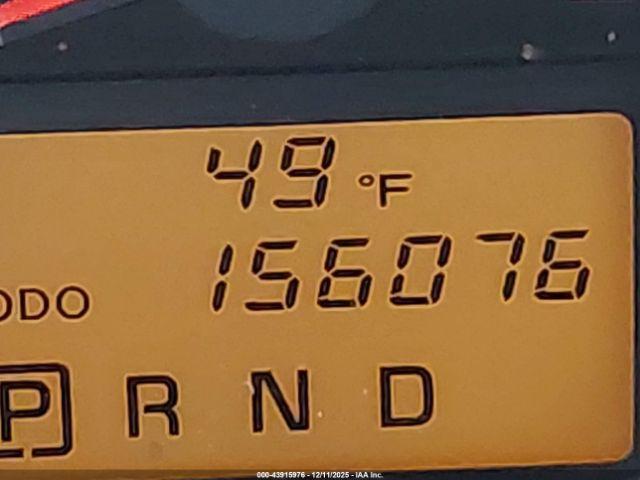 49 °F
ODO 156076
P R N D
000-43915976 - 12/11/2025 - IAA Inc.